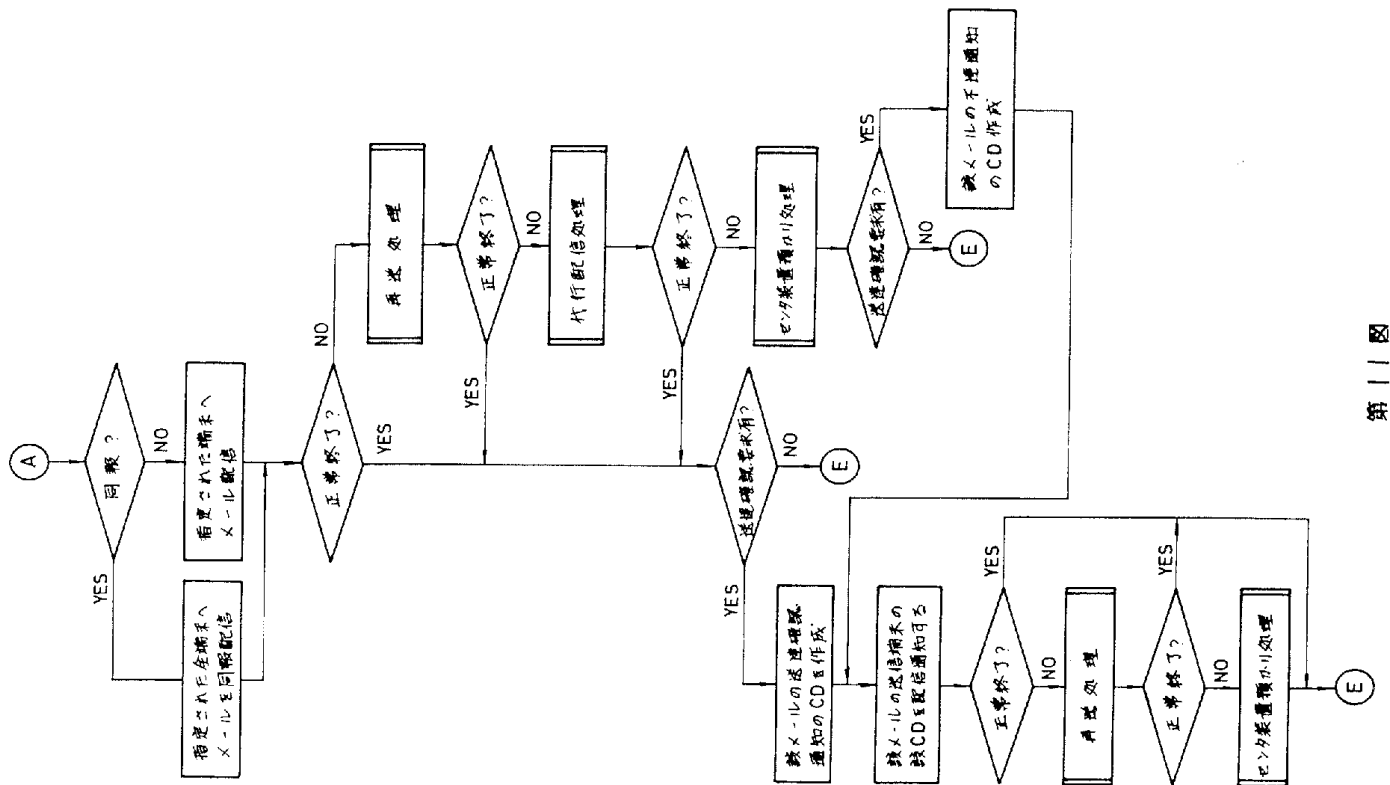 A
同報?
YES
NO
指定された全端末へ
メールを同報配信
指定された端末へ
メール配信
正常終了?
NO
YES
再送処理
正常終了?
YES
NO
代行配信処理
正常終了?
YES
NO
センタ装置預かり処理
送達確認要求有?
YES
NO
E
該メールの不達通知
のCD作成
送達確認要求有?
YES
NO
E
該メールの送達確認
通知のCDを作成
該メールの送信端末の
該CDを配信通知する
正常終了?
YES
NO
再送処理
正常終了?
YES
NO
センタ装置預かり処理
E
第11図